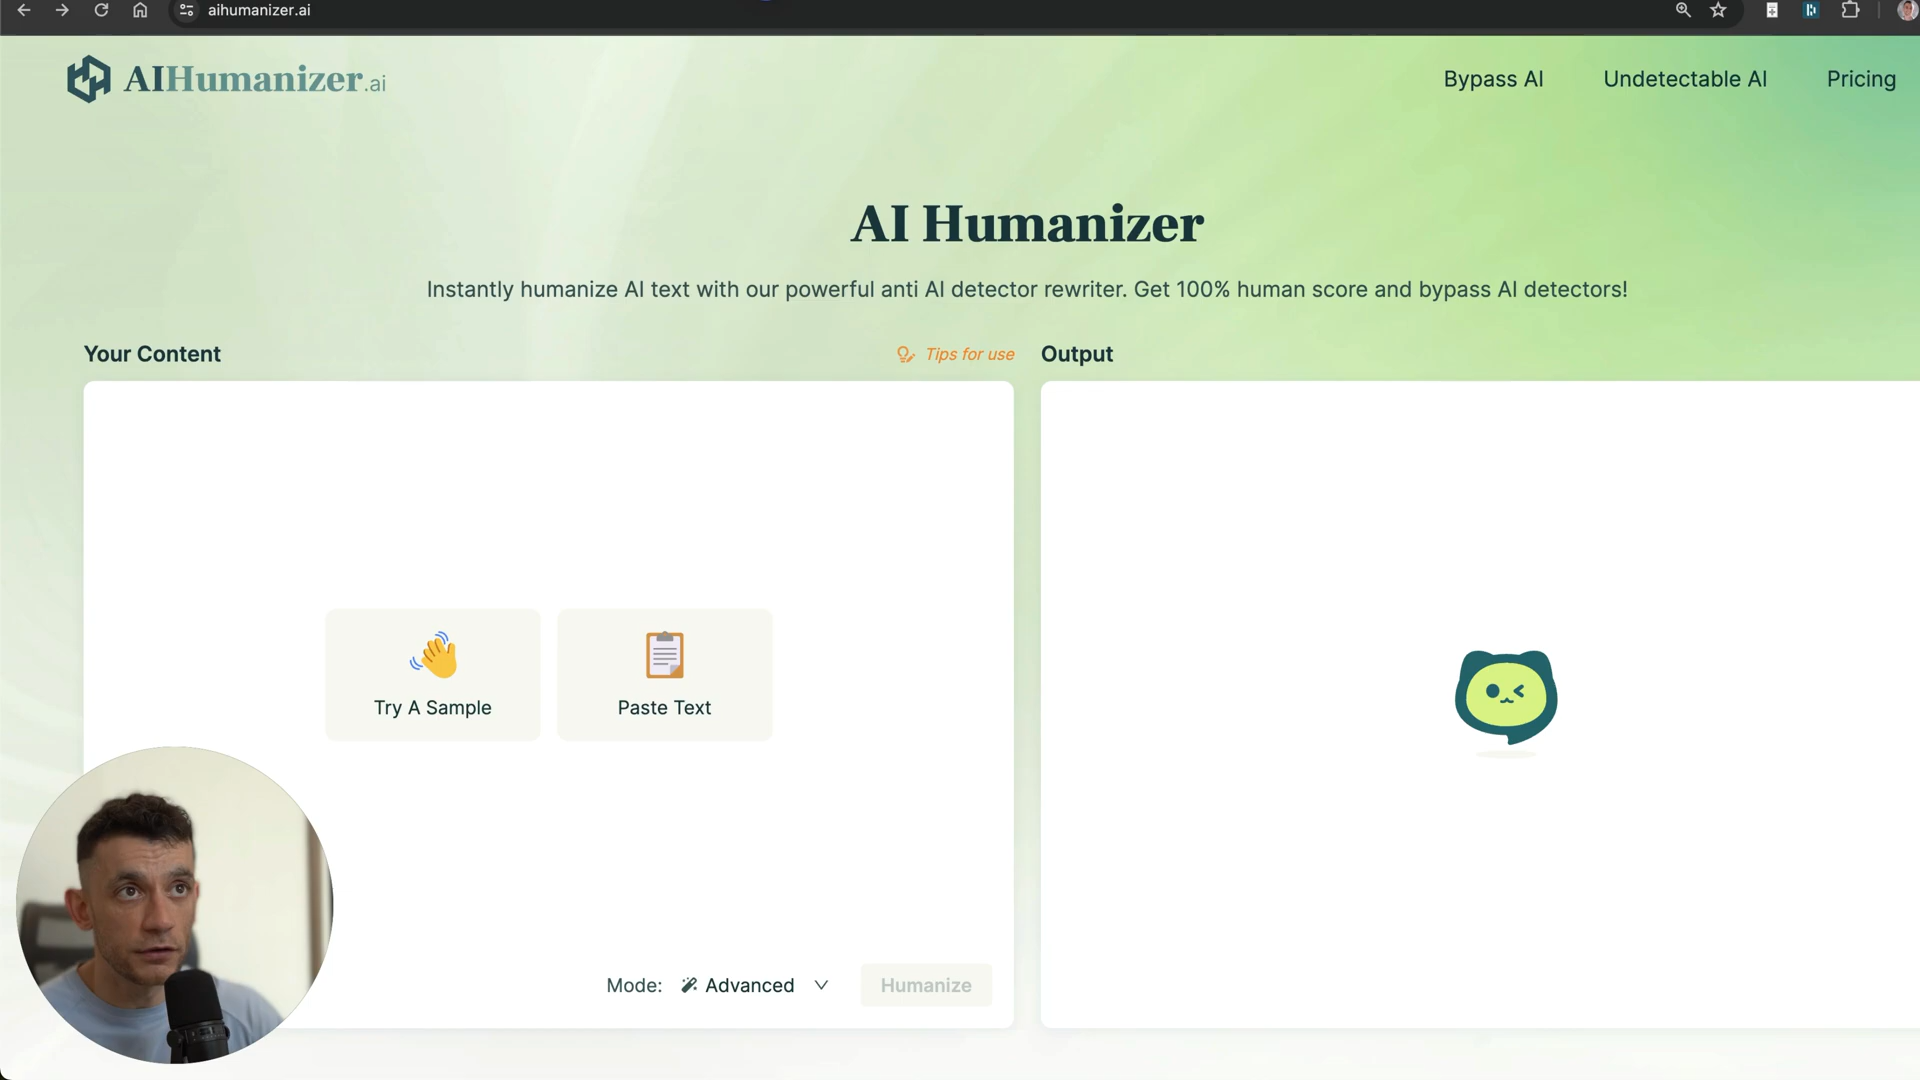 aihumanizer.ai
AIHumanizer.ai
Bypass AI
Undetectable AI
Pricing
AI Humanizer
Instantly humanize AI text with our powerful anti AI detector rewriter. Get 100% human score and bypass AI detectors!
Your Content
Tips for use
Output
Try A Sample
Paste Text
Mode: Advanced
Humanize